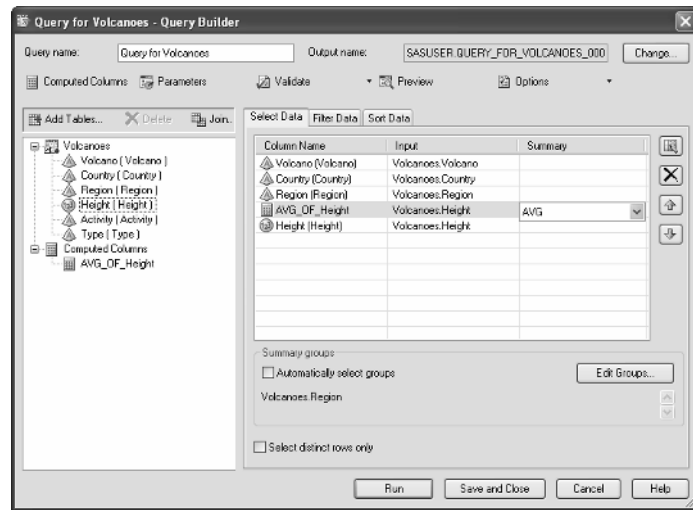 Query for Volcanoes - Query Builder
Query name: Query for Volcanoes Output name: SASUSER.QUERY_FOR_VOLCANOES_000 Change...
Computed Columns Parameters Validate Preview Options
Add Tables... Delete Join.
Select Data Filter Data Sort Data
Volcanoes
Volcano ( Volcano )
Country ( Country )
Region ( Region )
Height ( Height )
Activity ( Activity )
Type ( Type )
Computed Columns
AVG_OF_Height
Column Name Input Summary
Volcano (Volcano) Volcanoes.Volcano
Country (Country) Volcanoes.Country
Region (Region) Volcanoes.Region
AVG_OF_Height Volcanoes.Height AVG
Height (Height) Volcanoes.Height
Summary groups
Automatically select groups Edit Groups...
Volcanoes.Region
Select distinct rows only
Run Save and Close Cancel Help